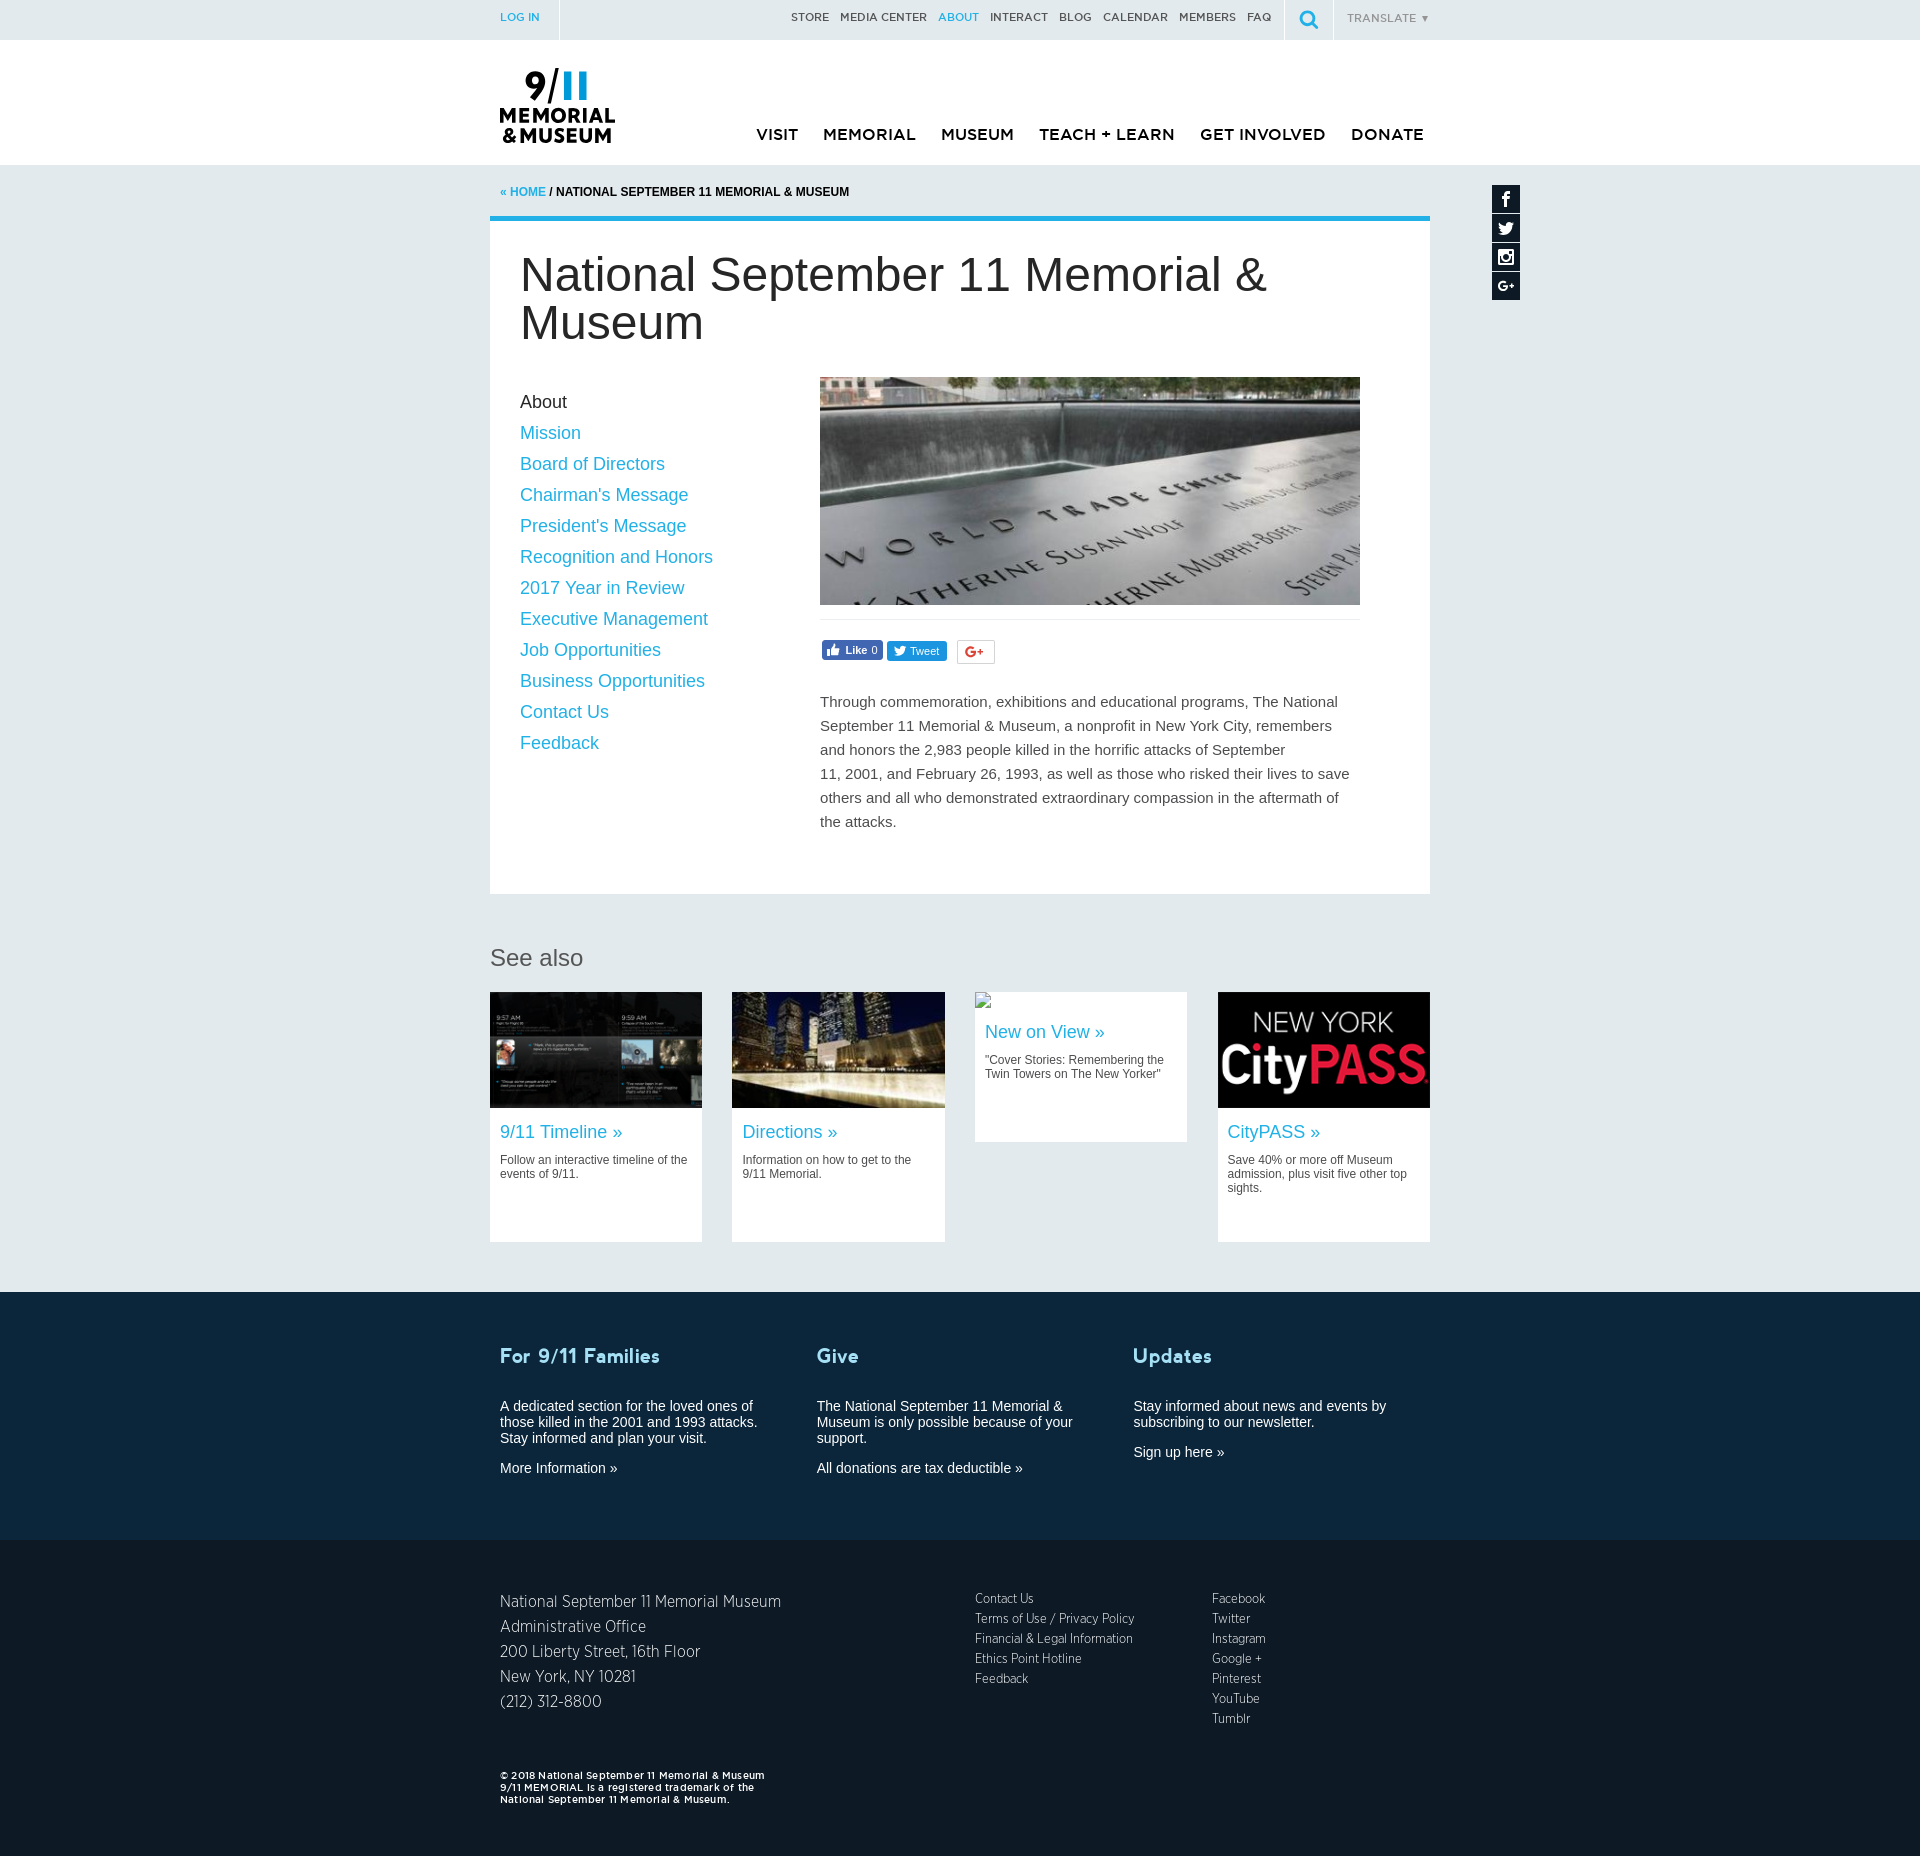 LOG IN
STORE MEDIA CENTER ABOUT INTERACT BLOG CALENDAR MEMBERS FAQ
TRANSLATE ▼
9/11
MEMORIAL
&MUSEUM
VISIT MEMORIAL MUSEUM TEACH + LEARN GET INVOLVED DONATE
« HOME / NATIONAL SEPTEMBER 11 MEMORIAL & MUSEUM
National September 11 Memorial &
Museum
About
Mission
Board of Directors
Chairman's Message
President's Message
Recognition and Honors
2017 Year in Review
Executive Management
Job Opportunities
Business Opportunities
Contact Us
Feedback
WORLD TRADE CENTER
KATHERINE SUSAN WOLF
MURPHY-BOFFA
STEVEN P.
Like 0
Tweet
G+
Through commemoration, exhibitions and educational programs, The National
September 11 Memorial & Museum, a nonprofit in New York City, remembers
and honors the 2,983 people killed in the horrific attacks of September
11, 2001, and February 26, 1993, as well as those who risked their lives to save
others and all who demonstrated extraordinary compassion in the aftermath of
the attacks.
See also
9:57 AM
9:59 AM
9/11 Timeline »
Follow an interactive timeline of the
events of 9/11.
Directions »
Information on how to get to the
9/11 Memorial.
New on View »
"Cover Stories: Remembering the
Twin Towers on The New Yorker"
NEW YORK
CityPASS
CityPASS »
Save 40% or more off Museum
admission, plus visit five other top
sights.
For 9/11 Families
A dedicated section for the loved ones of
those killed in the 2001 and 1993 attacks.
Stay informed and plan your visit.
More Information »
Give
The National September 11 Memorial &
Museum is only possible because of your
support.
All donations are tax deductible »
Updates
Stay informed about news and events by
subscribing to our newsletter.
Sign up here »
National September 11 Memorial Museum
Administrative Office
200 Liberty Street, 16th Floor
New York, NY 10281
(212) 312-8800
Contact Us
Terms of Use / Privacy Policy
Financial & Legal Information
Ethics Point Hotline
Feedback
Facebook
Twitter
Instagram
Google +
Pinterest
YouTube
Tumblr
© 2018 National September 11 Memorial & Museum
9/11 MEMORIAL is a registered trademark of the
National September 11 Memorial & Museum.